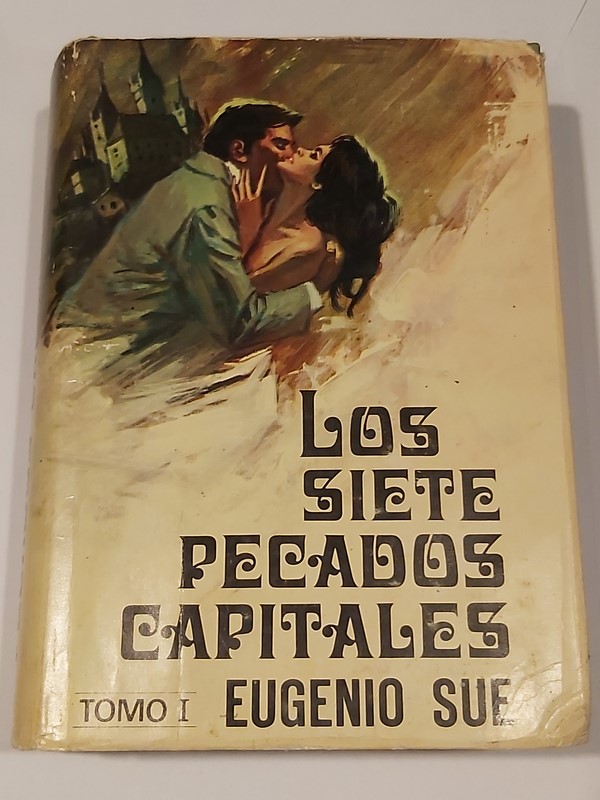 LOS
SIETE
PECADOS
CAPITALES
TOMO I EUGENIO SUE